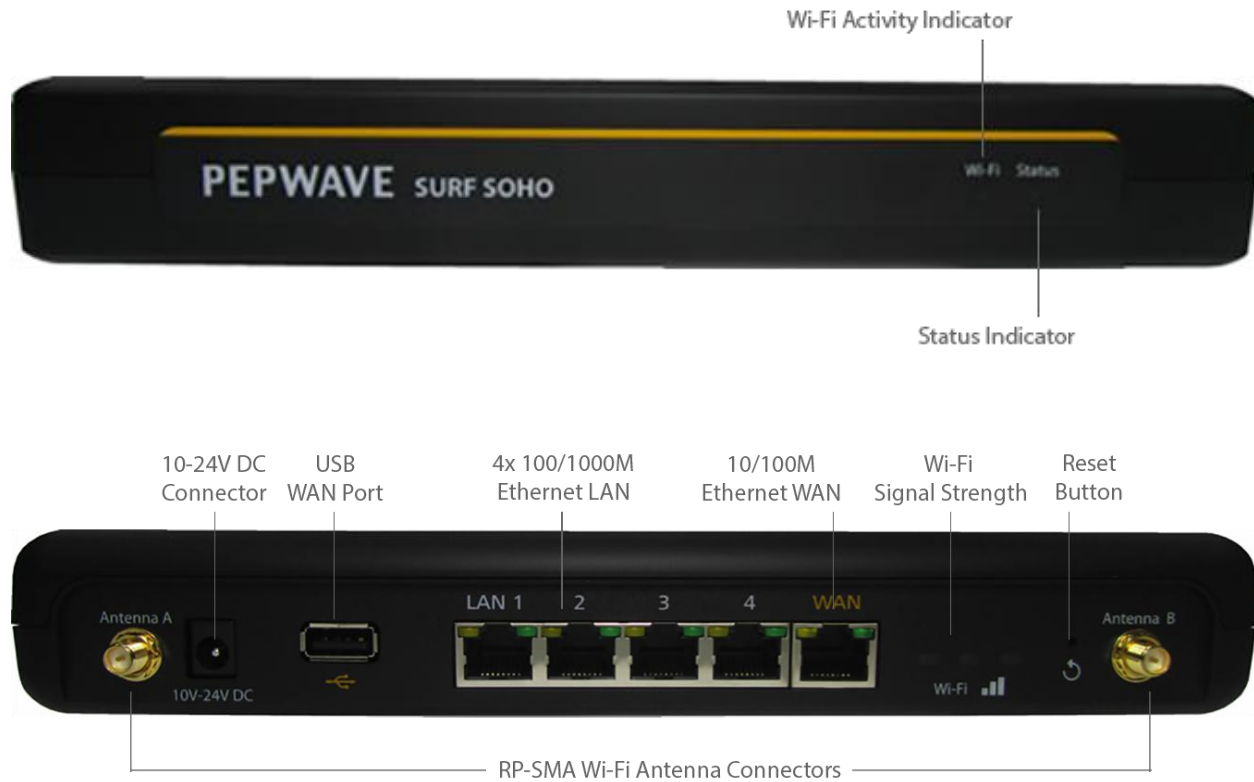 Wi-Fi Activity Indicator
PEPWAVE SURF SOHO
Wi-Fi Status
Status Indicator
10-24V DC
Connector
USB
WAN Port
4x 100/1000M
Ethernet LAN
10/100M
Ethernet WAN
Wi-Fi
Signal Strength
Reset
Button
LAN 1 2 3 4 WAN
Antenna A
Antenna B
10V-24V DC
Wi-Fi
RP-SMA Wi-Fi Antenna Connectors